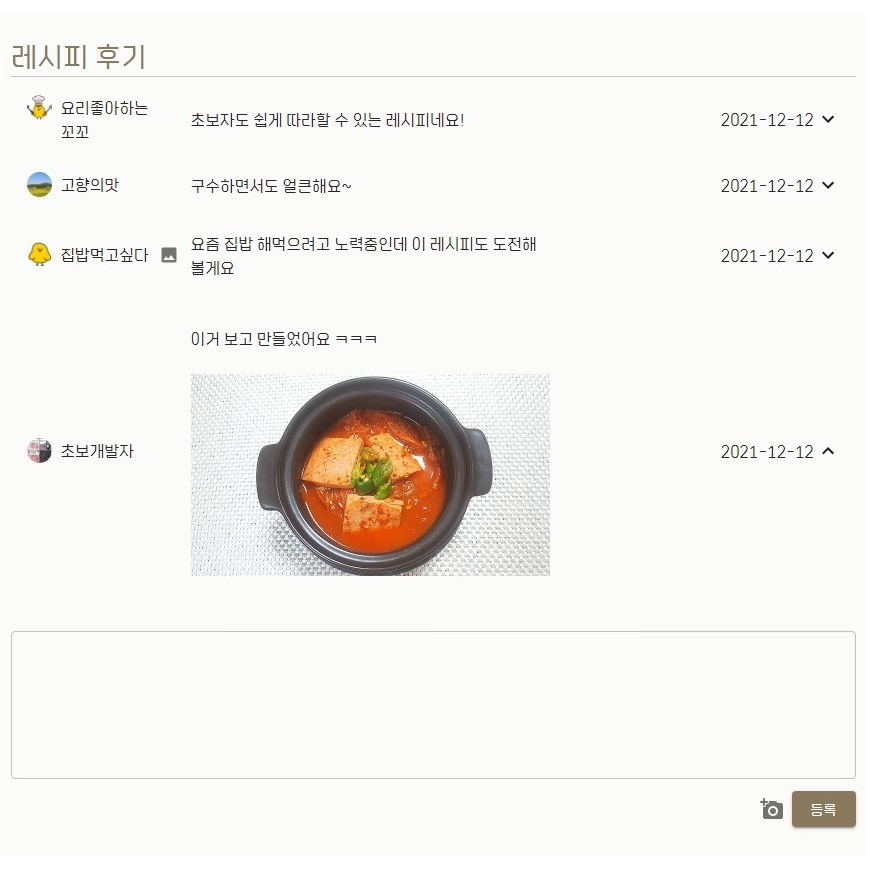 레시피 후기
요리좋아하는
꼬꼬
초보자도 쉽게 따라할 수 있는 레시피네요!
2021-12-12
고향의맛
구수하면서도 얼큰해요~
2021-12-12
집밥먹고싶다
요즘 집밥 해먹으려고 노력중인데 이 레시피도 도전해
볼게요
2021-12-12
이거 보고 만들었어요 ㅋㅋㅋ
초보개발자
2021-12-12
등록